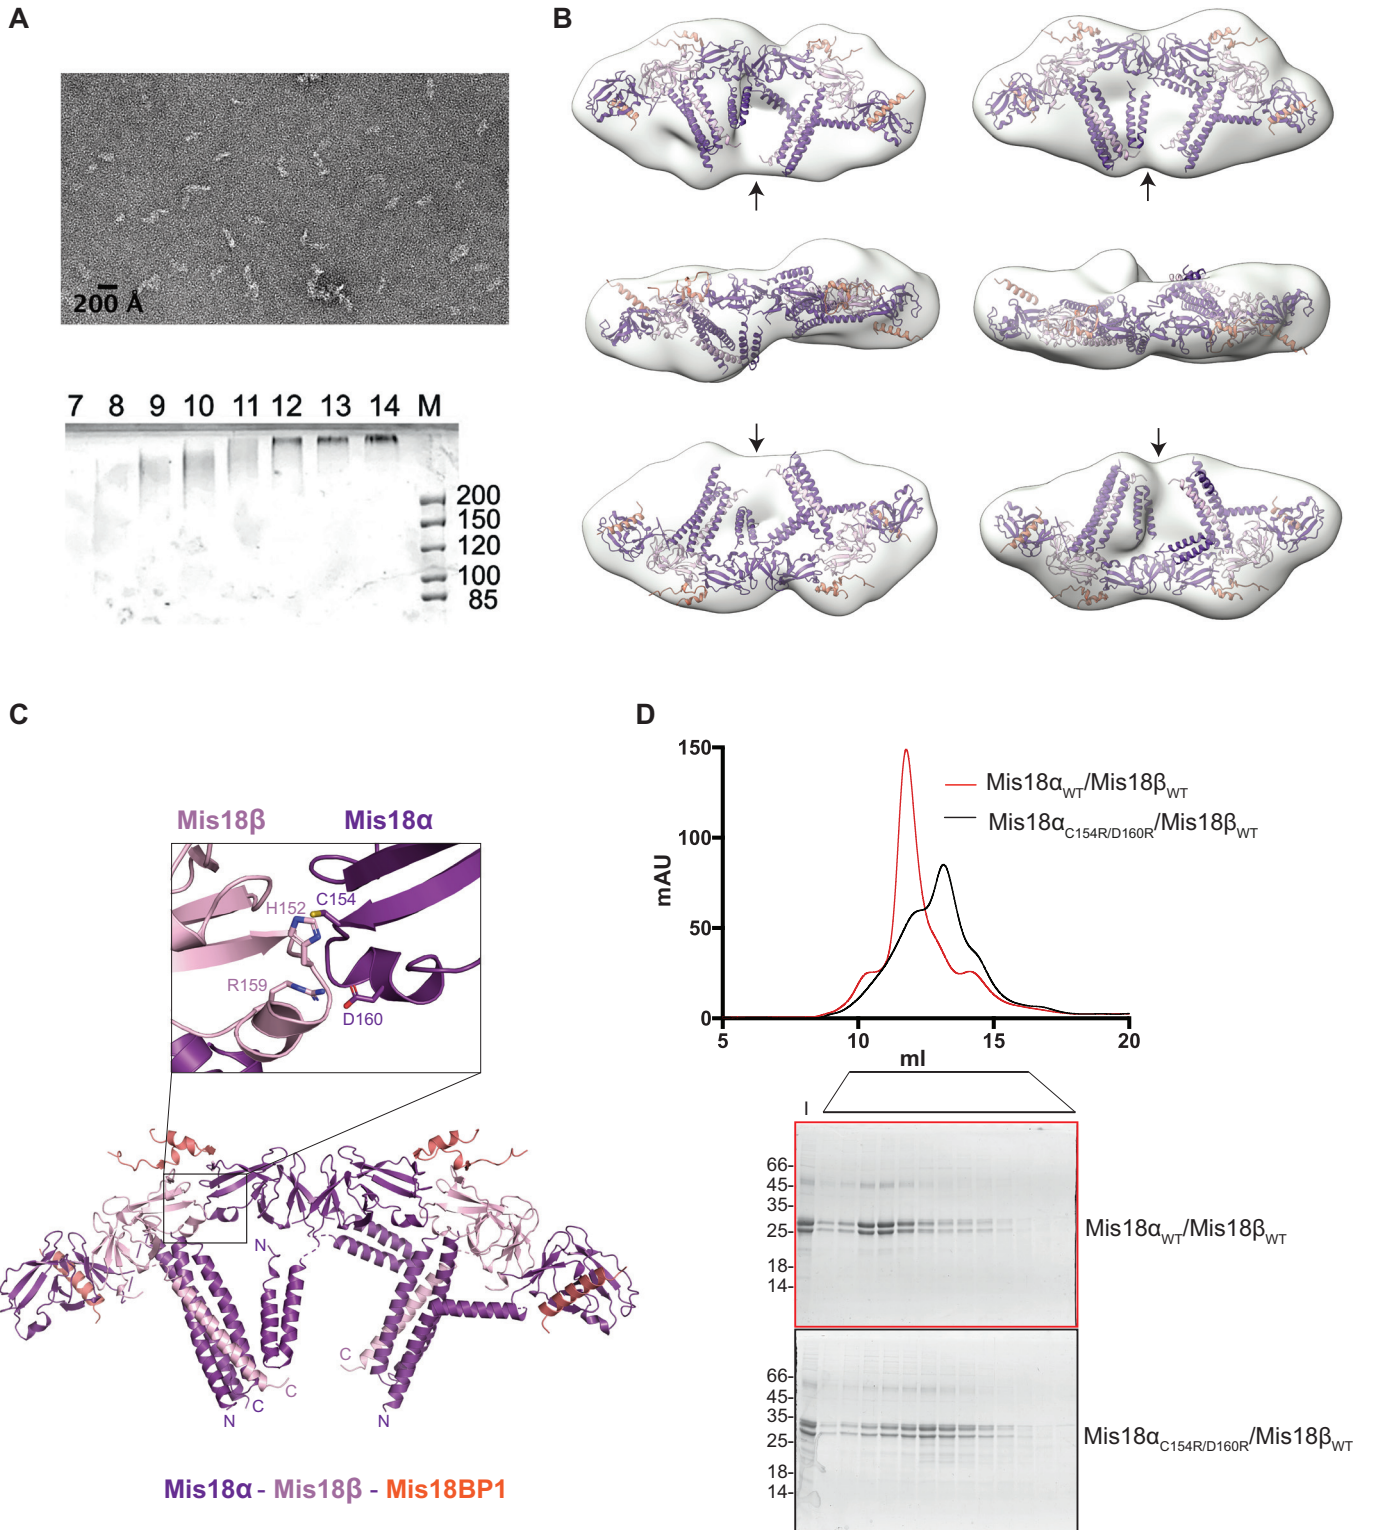 A
200 Å
7 8 9 10 11 12 13 14 M
200
150
120
100
85
B
C
Mis18β Mis18α
H152 C154
R159
D160
N
C
C
C
N
N
Mis18α - Mis18β - Mis18BP1
D
150
100
50
0
mAU
5 10 15 20
ml
Mis18αWT/Mis18βWT
Mis18αC154R/D160R/Mis18βWT
I
66-
45-
35-
25-
18-
14-
Mis18αWT/Mis18βWT
66-
45-
35-
25-
18-
14-
Mis18αC154R/D160R/Mis18βWT